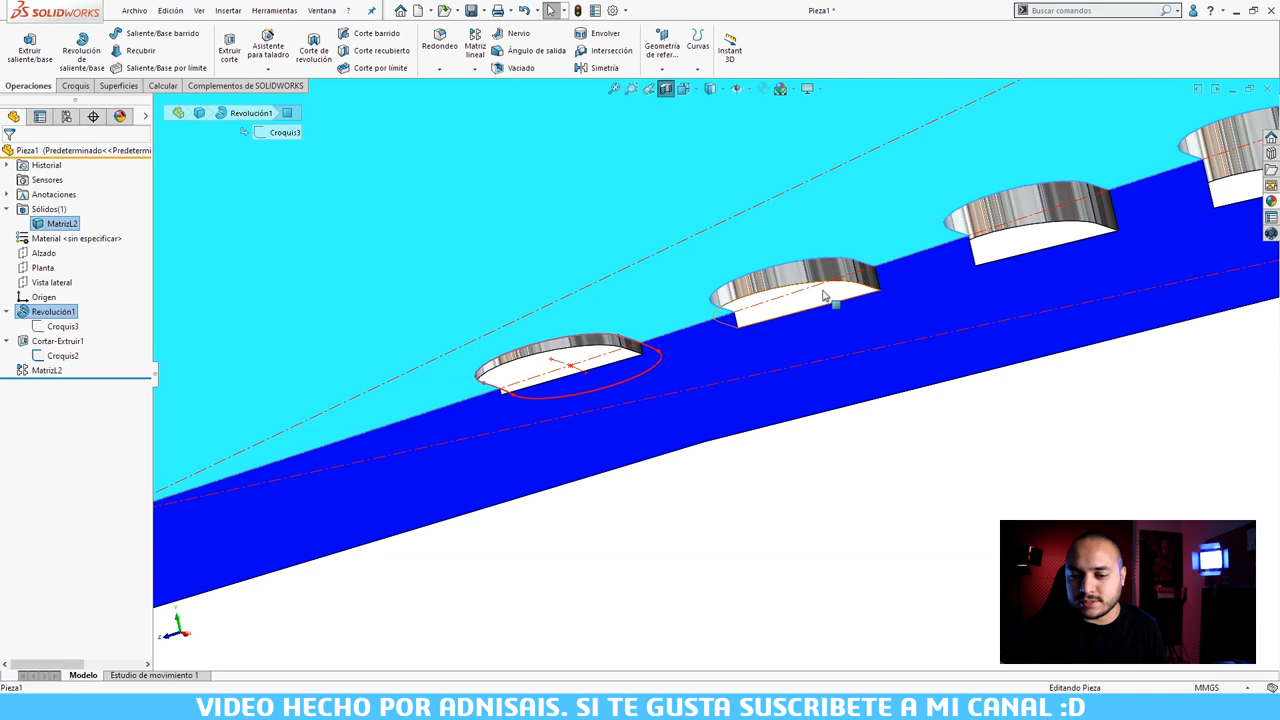 SOLIDWORKS
Archivo Edición Ver Insertar Herramientas Ventana ?
Pieza1 *
Buscar comandos
Extruir saliente/base
Revolución de saliente/base
Saliente/Base barrido
Recubrir
Saliente/Base por límite
Extruir corte
Asistente para taladro
Corte de revolución
Corte barrido
Corte recubierto
Corte por límite
Redondeo
Matriz lineal
Nervio
Ángulo de salida
Vaciado
Envolver
Intersección
Simetría
Geometría de refer...
Curvas
Instant 3D
Operaciones Croquis Superficies Calcular Complementos de SOLIDWORKS
Revolución1
Croquis3
Pieza1 (Predeterminado<<Predetermi
Historial
Sensores
Anotaciones
Sólidos(1)
MatrizL2
Material <sin especificar>
Alzado
Planta
Vista lateral
Origen
Revolución1
Croquis3
Cortar-Extruir1
Croquis2
MatrizL2
Y
Z
Modelo Estudio de movimiento 1
Pieza1 Editando Pieza MMGS
VIDEO HECHO POR ADNISAIS. SI TE GUSTA SUSCRIBETE A MI CANAL :D